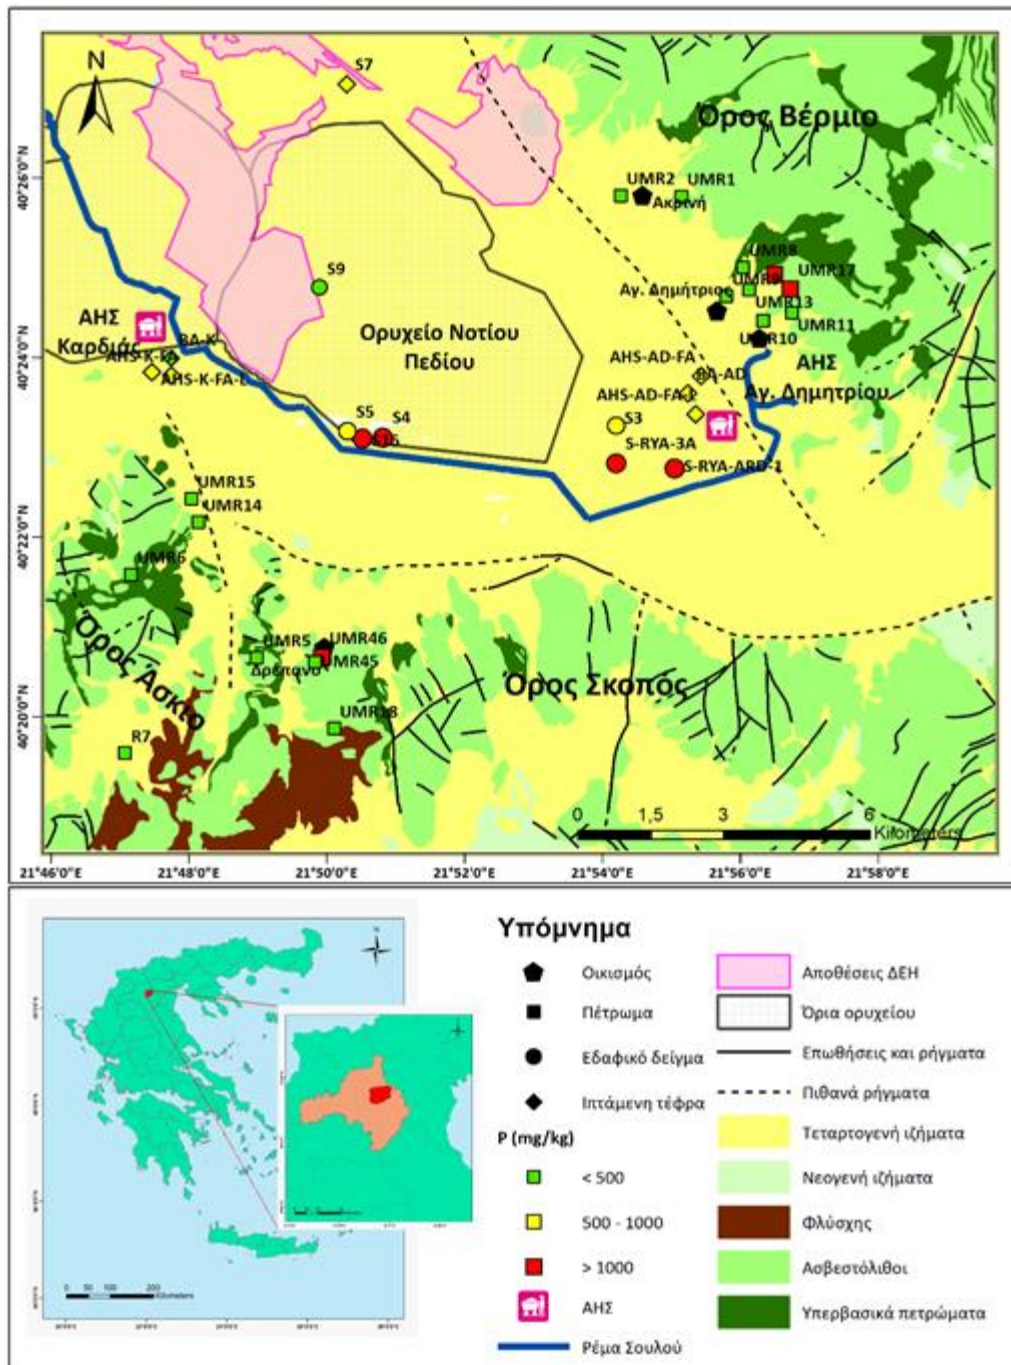 N
S7
Όρος Βέρμιο
40°26'0"N
UMR2
UMR1
Ακρινή
UMR8
S9
UMR17
UMR9
Αγ. Δημήτριος
UMR13
UMR11
ΑΗΣ
Καρδιάς
BA-K
Ορυχείο Νοτίου
Πεδίου
UMR10
40°24'0"N
AHS-K-FA
AHS-K-FA-L
AHS-AD-FA
BA-AD
ΑΗΣ
Αγ. Δημητρίου
AHS-AD-FA-L
S5
S4
S3
S16
S-RYA-3A
S-RYA-ARD-1
UMR15
UMR14
40°22'0"N
UMR6
Όρος Άσκιο
UMR5
UMR46
Δρέπανο
UMR45
Όρος Σκοπός
40°20'0"N
UMR18
R7
0
1,5
3
6
Kilometers
21°46'0"E
21°48'0"E
21°50'0"E
21°52'0"E
21°54'0"E
21°56'0"E
21°58'0"E
Υπόμνημα
Οικισμός
Πέτρωμα
Εδαφικό δείγμα
Ιπτάμενη τέφρα
P (mg/kg)
< 500
500 - 1000
> 1000
ΑΗΣ
Ρέμα Σουλού
Αποθέσεις ΔΕΗ
Όρια ορυχείου
Επωθήσεις και ρήγματα
Πιθανά ρήγματα
Τεταρτογενή ιζήματα
Νεογενή ιζήματα
Φλύσχης
Ασβεστόλιθοι
Υπερβασικά πετρώματα
0 50 100 200
Kilometers